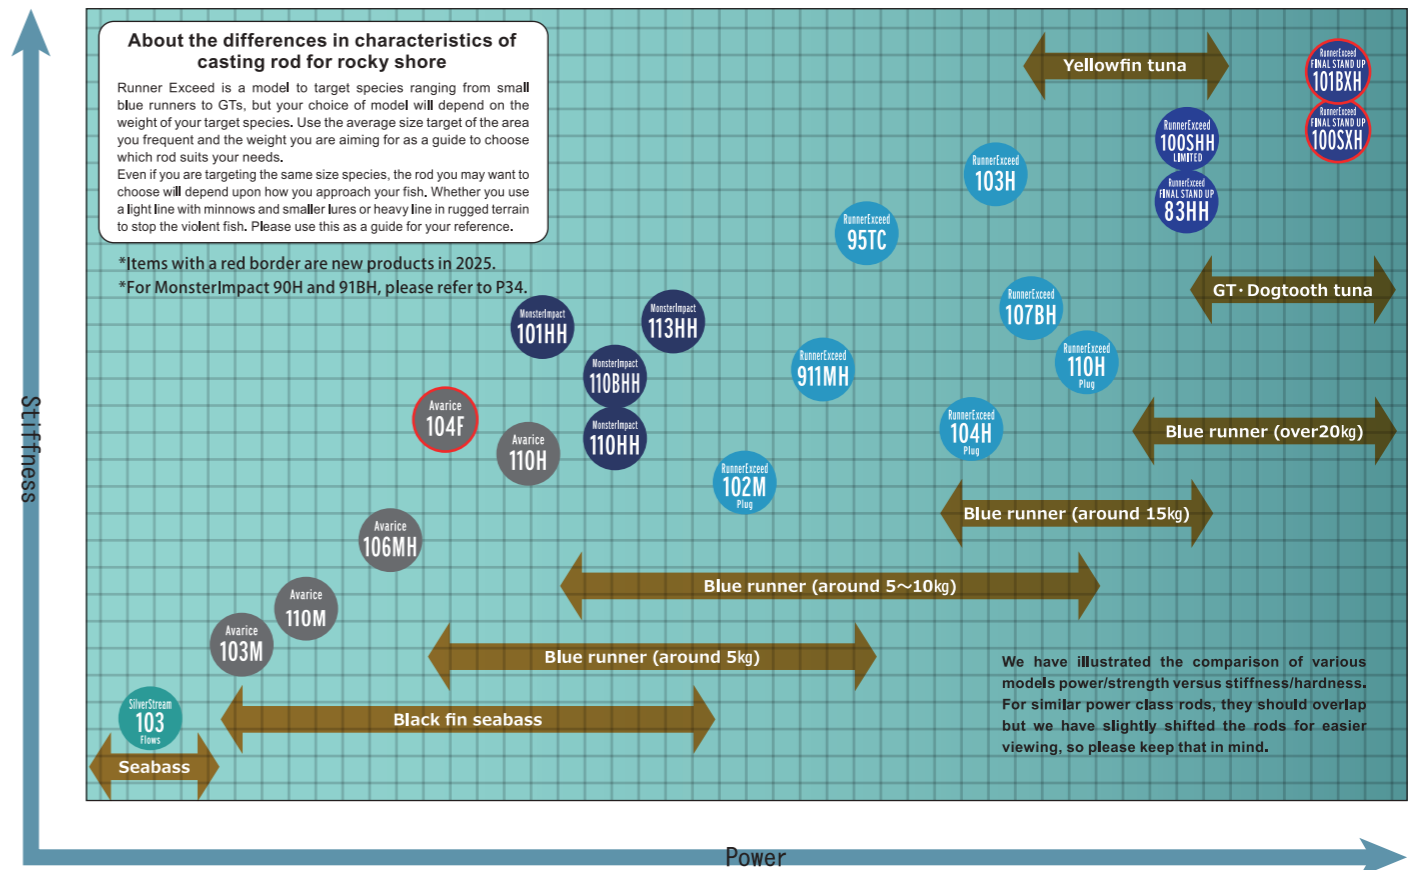 About the differences in characteristics of
casting rod for rocky shore
Runner Exceed is a model to target species ranging from small
blue runners to GTs, but your choice of model will depend on the
weight of your target species. Use the average size target of the area
you frequent and the weight you are aiming for as a guide to choose
which rod suits your needs.
Even if you are targeting the same size species, the rod you may want to
choose will depend upon how you approach your fish. Whether you use
a light line with minnows and smaller lures or heavy line in rugged terrain
to stop the violent fish. Please use this as a guide for your reference.
*Items with a red border are new products in 2025.
*For MonsterImpact 90H and 91BH, please refer to P34.
Yellowfin tuna
RunnerExceed
FINAL STAND UP
101BXH
RunnerExceed
FINAL STAND UP
100SXH
RunnerExceed
100SHH
LIMITED
RunnerExceed
FINAL STAND UP
83HH
RunnerExceed
103H
RunnerExceed
95TC
GT・Dogtooth tuna
RunnerExceed
107BH
MonsterImpact
101HH
MonsterImpact
113HH
RunnerExceed
110H
Plug
RunnerExceed
911MH
MonsterImpact
110BHH
Avarice
104F
RunnerExceed
104H
Plug
Blue runner (over20kg)
MonsterImpact
110HH
Avarice
110H
RunnerExceed
102M
Plug
Blue runner (around 15kg)
Avarice
106MH
Blue runner (around 5～10kg)
Avarice
110M
Avarice
103M
Blue runner (around 5kg)
We have illustrated the comparison of various
models power/strength versus stiffness/hardness.
For similar power class rods, they should overlap
but we have slightly shifted the rods for easier
viewing, so please keep that in mind.
SilverStream
103
Flows
Black fin seabass
Seabass
Stiffness
Power